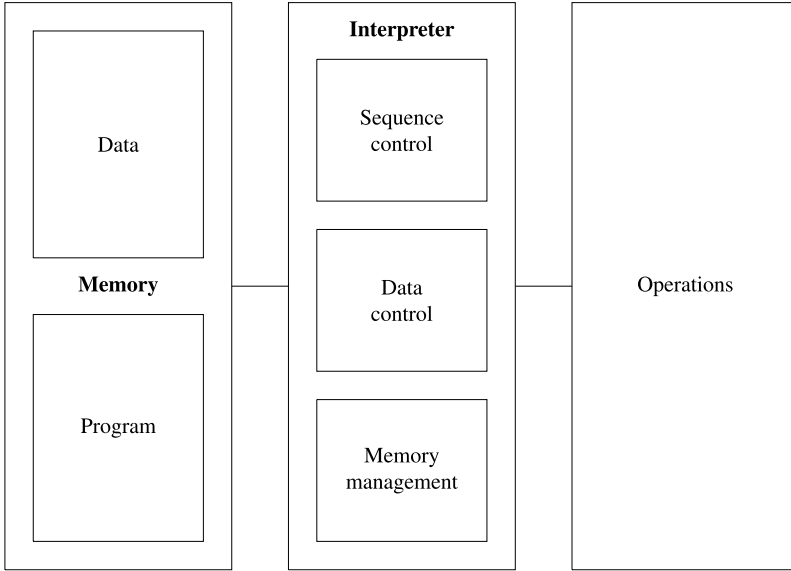 Data
Memory
Program
Interpreter
Sequence
control
Data
control
Memory
management
Operations